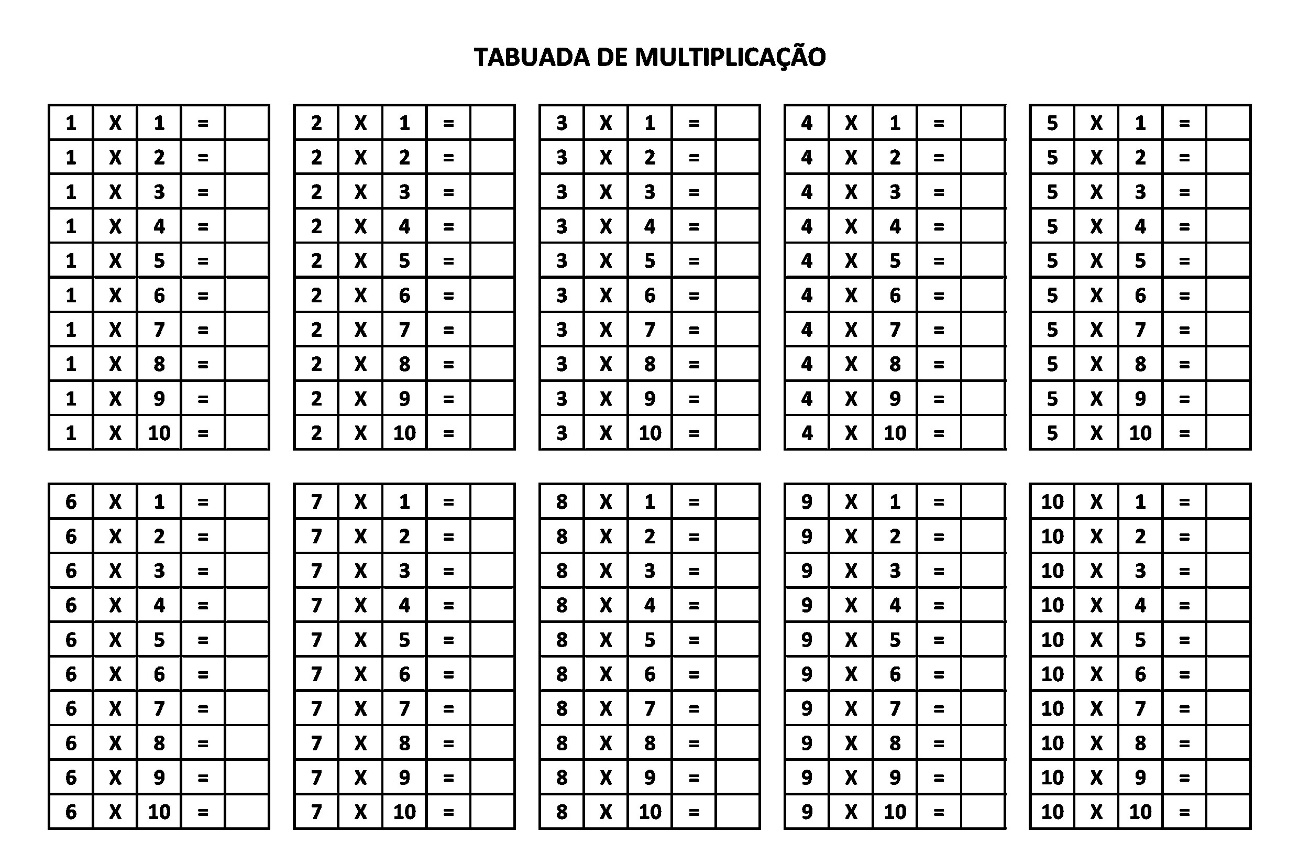 TABUADA DE MULTIPLICAÇÃO
1 X 1 = 2 X 1 = 3 X 1 = 4 X 1 = 5 X 1 =
1 X 2 = 2 X 2 = 3 X 2 = 4 X 2 = 5 X 2 =
1 X 3 = 2 X 3 = 3 X 3 = 4 X 3 = 5 X 3 =
1 X 4 = 2 X 4 = 3 X 4 = 4 X 4 = 5 X 4 =
1 X 5 = 2 X 5 = 3 X 5 = 4 X 5 = 5 X 5 =
1 X 6 = 2 X 6 = 3 X 6 = 4 X 6 = 5 X 6 =
1 X 7 = 2 X 7 = 3 X 7 = 4 X 7 = 5 X 7 =
1 X 8 = 2 X 8 = 3 X 8 = 4 X 8 = 5 X 8 =
1 X 9 = 2 X 9 = 3 X 9 = 4 X 9 = 5 X 9 =
1 X 10 = 2 X 10 = 3 X 10 = 4 X 10 = 5 X 10 =
6 X 1 = 7 X 1 = 8 X 1 = 9 X 1 = 10 X 1 =
6 X 2 = 7 X 2 = 8 X 2 = 9 X 2 = 10 X 2 =
6 X 3 = 7 X 3 = 8 X 3 = 9 X 3 = 10 X 3 =
6 X 4 = 7 X 4 = 8 X 4 = 9 X 4 = 10 X 4 =
6 X 5 = 7 X 5 = 8 X 5 = 9 X 5 = 10 X 5 =
6 X 6 = 7 X 6 = 8 X 6 = 9 X 6 = 10 X 6 =
6 X 7 = 7 X 7 = 8 X 7 = 9 X 7 = 10 X 7 =
6 X 8 = 7 X 8 = 8 X 8 = 9 X 8 = 10 X 8 =
6 X 9 = 7 X 9 = 8 X 9 = 9 X 9 = 10 X 9 =
6 X 10 = 7 X 10 = 8 X 10 = 9 X 10 = 10 X 10 =